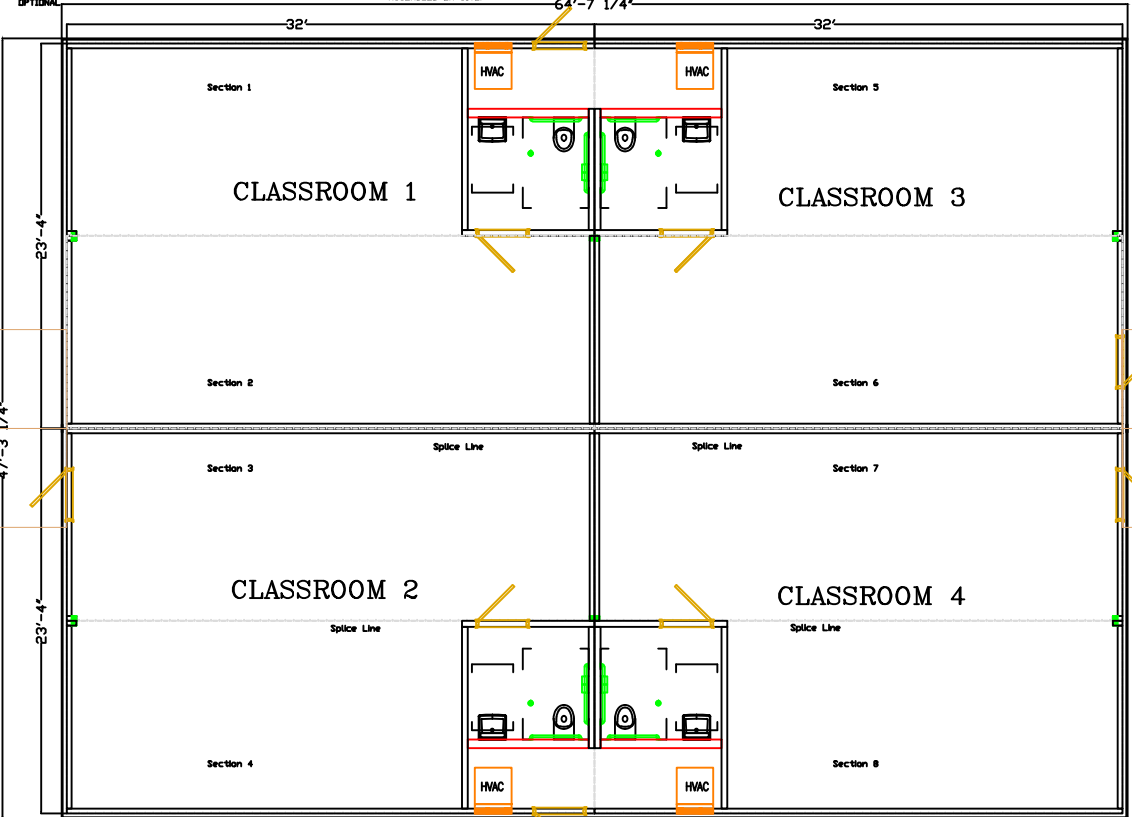 OPTIONAL
64'-7 1/4"
32'
32'
HVAC
HVAC
Section 1
Section 5
CLASSROOM 1
CLASSROOM 3
23'-4"
Section 2
Section 6
47'-3 1/4"
Splice Line
Splice Line
Section 3
Section 7
CLASSROOM 2
CLASSROOM 4
23'-4"
Splice Line
Splice Line
Section 4
Section 8
HVAC
HVAC